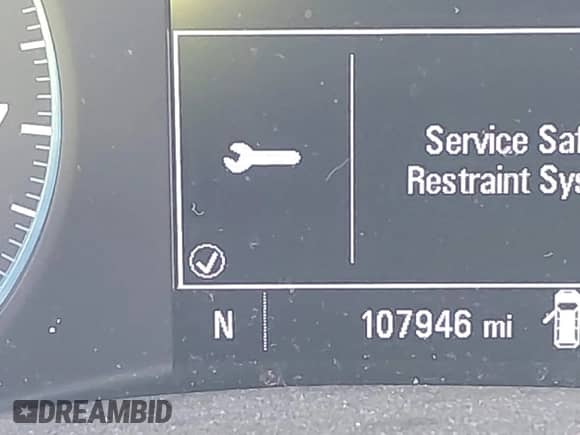 Service Saf
Restraint Sys
N 107946 mi
DREAMBID